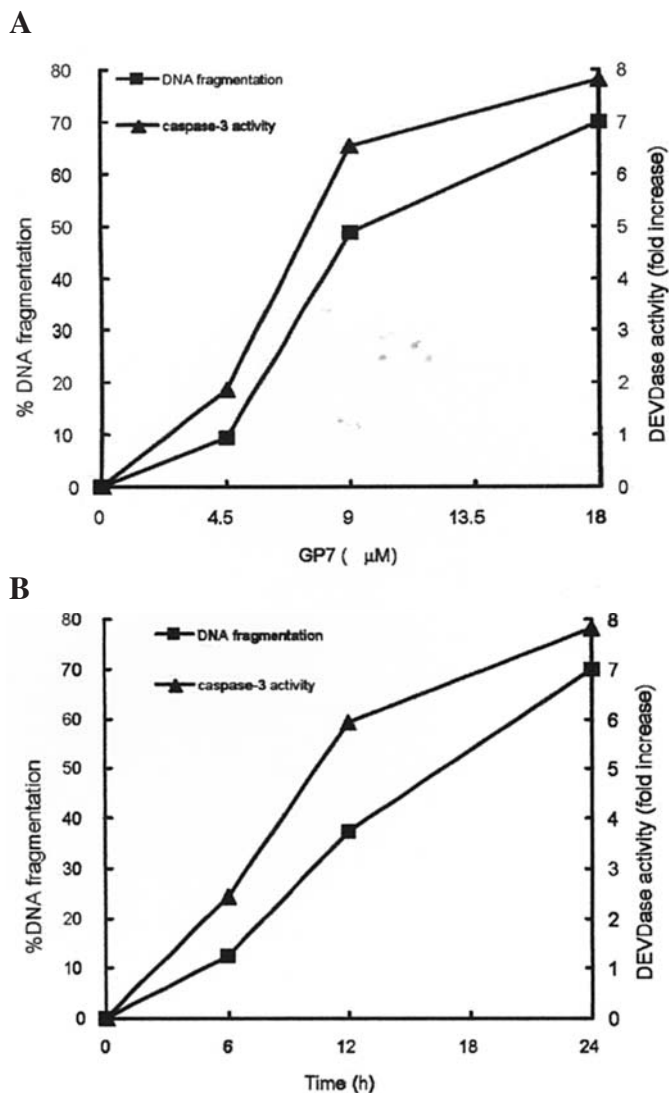 A
80
70
60
50
40
30
20
10
0
% DNA fragmentation
DNA fragmentation
caspase-3 activity
8
7
6
5
4
3
2
1
0
DEVDase activity (fold increase)
0 4.5 9 13.5 18
GP7 ( μM)
B
80
70
60
50
40
30
20
10
0
%DNA fragmentation
DNA fragmentation
caspase-3 activity
8
7
6
5
4
3
2
1
0
DEVDase activity (fold increase)
0 6 12 18 24
Time (h)